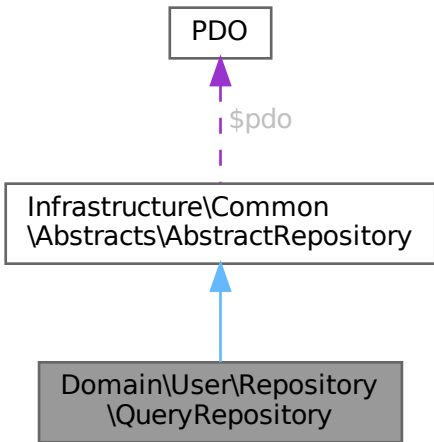 PDO
$pdo
Infrastructure\Common
\Abstracts\AbstractRepository
Domain\User\Repository
\QueryRepository